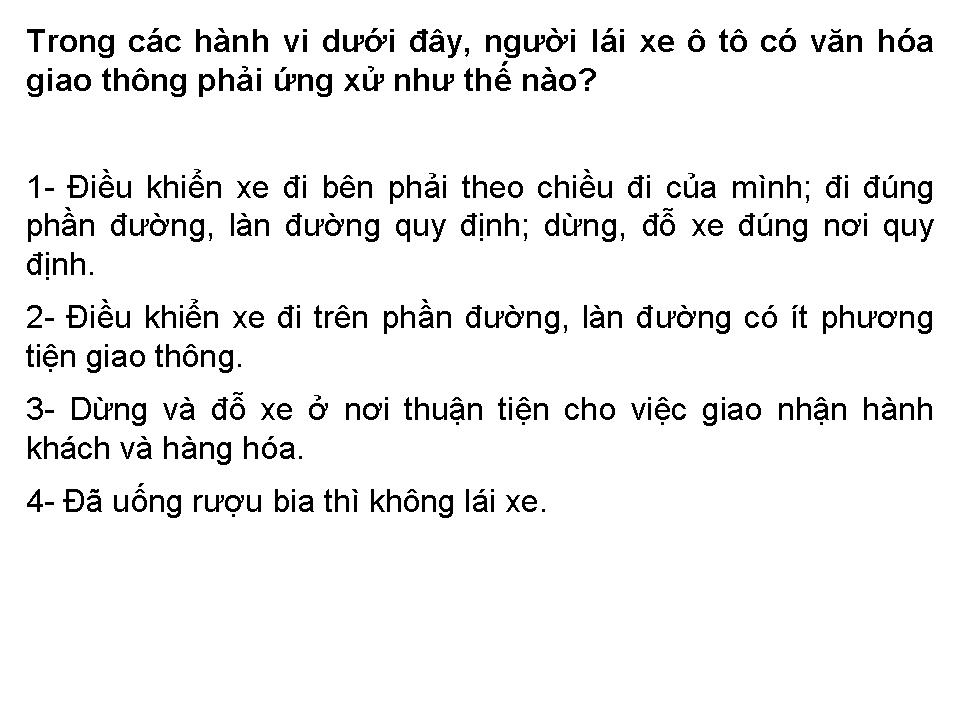 Trong các hành vi dưới đây, người lái xe ô tô có văn hóa
giao thông phải ứng xử như thế nào?
1- Điều khiển xe đi bên phải theo chiều đi của mình; đi đúng
phần đường, làn đường quy định; dừng, đỗ xe đúng nơi quy
định.
2- Điều khiển xe đi trên phần đường, làn đường có ít phương
tiện giao thông.
3- Dừng và đỗ xe ở nơi thuận tiện cho việc giao nhận hành
khách và hàng hóa.
4- Đã uống rượu bia thì không lái xe.